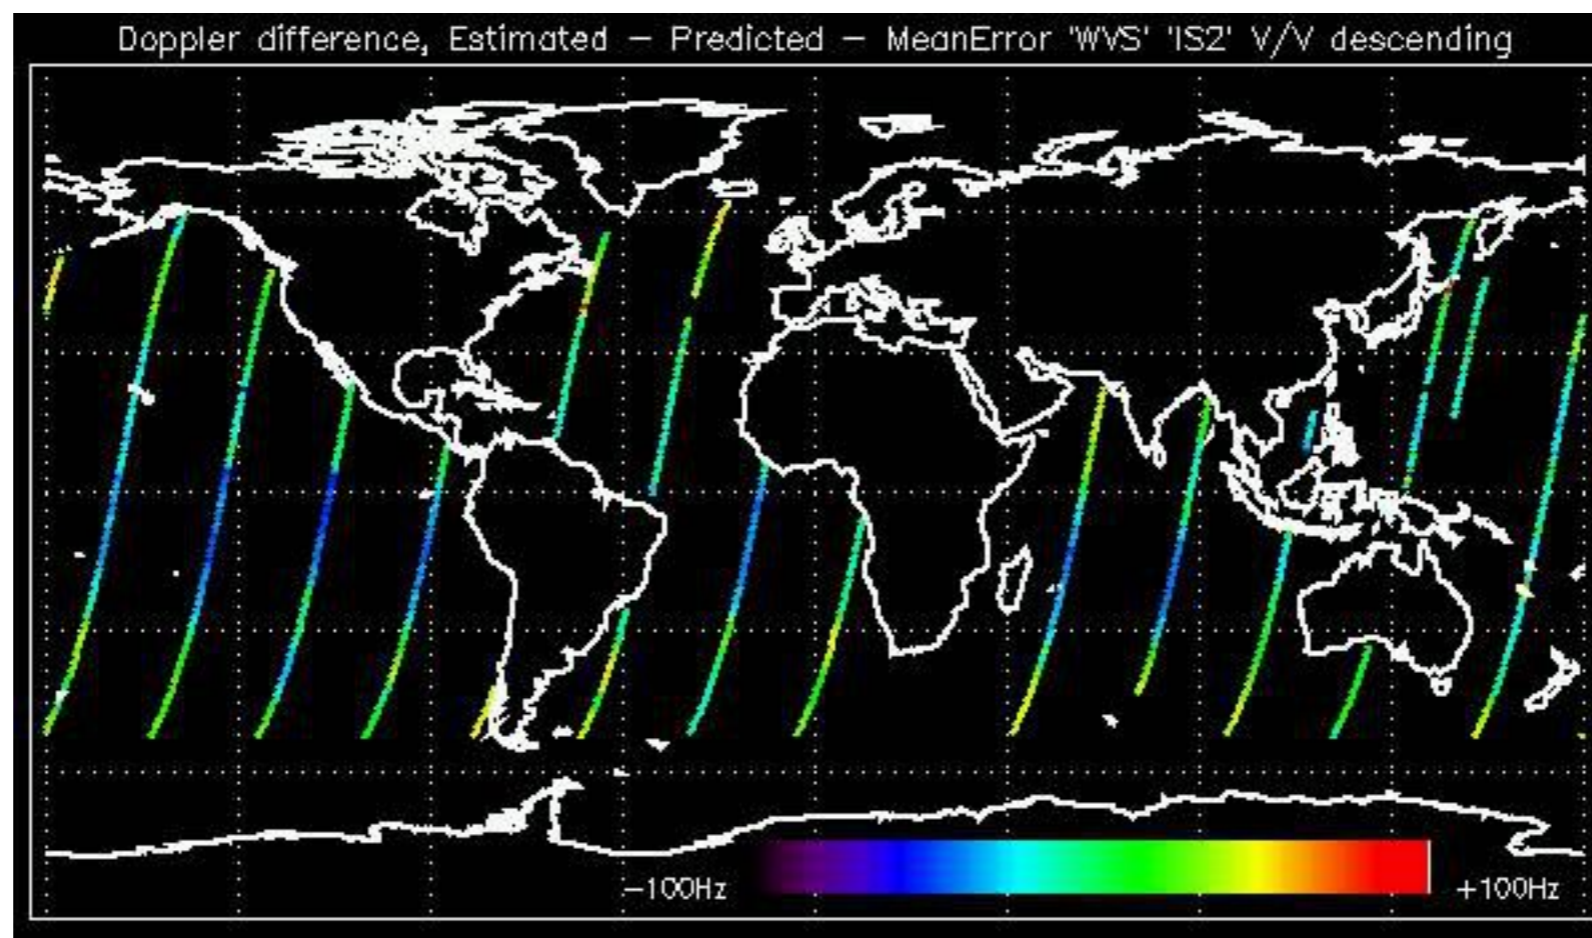 Doppler difference, Estimated – Predicted – MeanError 'WVS' 'IS2' V/V descending
–100Hz +100Hz